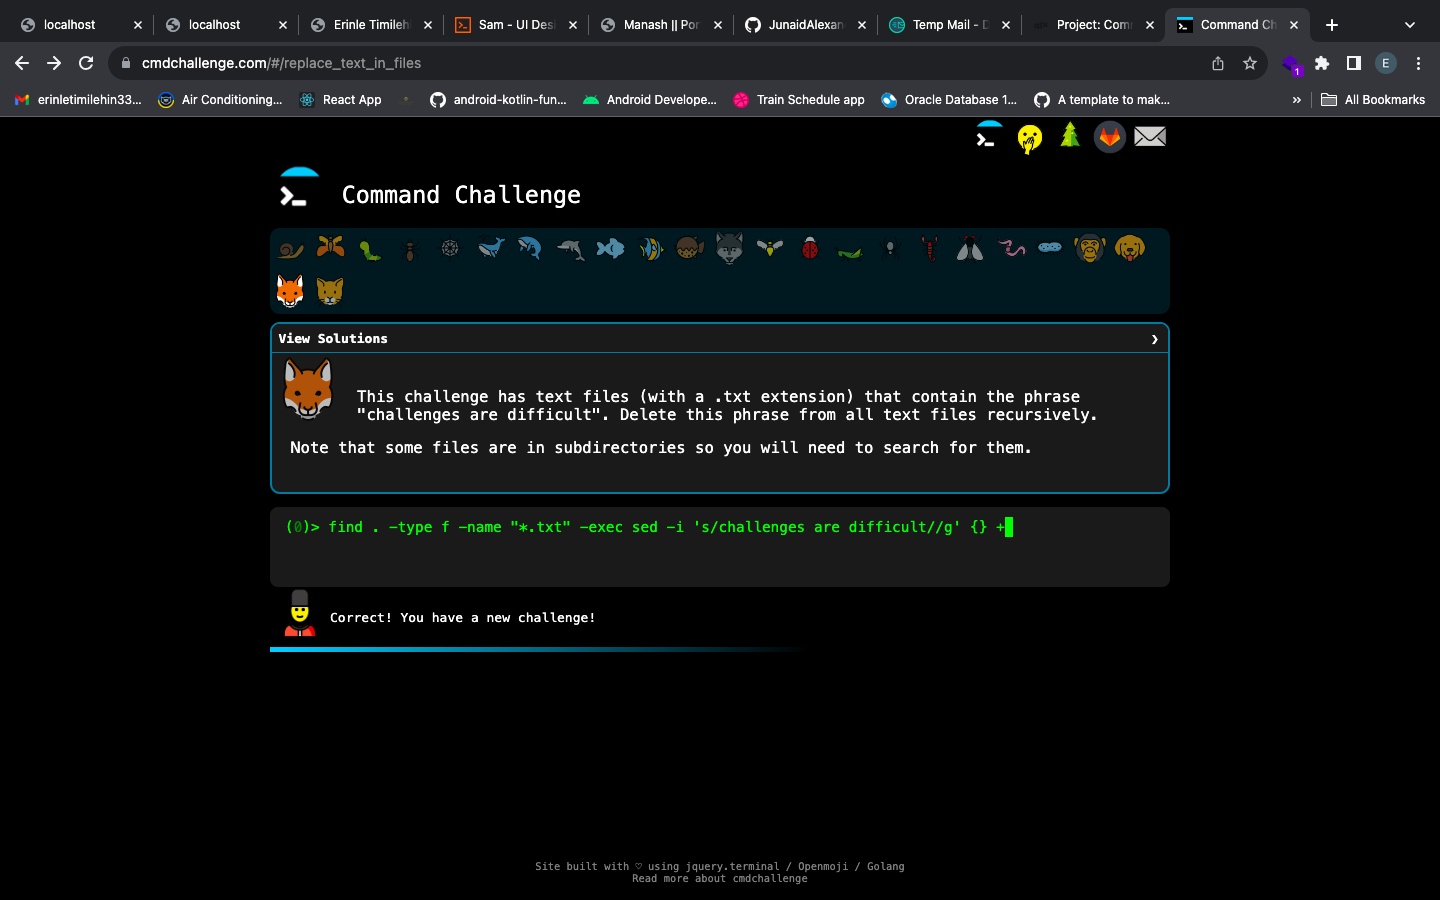 localhost
localhost
Erinle Timileh
Sam - UI Des
Manash || Por
JunaidAlexan
Temp Mail - D
Project: Com
Command Ch
cmdchallenge.com/#/replace_text_in_files
E
1
erinletimilehin33...
Air Conditioning...
React App
android-kotlin-fun...
Android Develope...
Train Schedule app
Oracle Database 1...
A template to mak...
»
All Bookmarks
Command Challenge
View Solutions
This challenge has text files (with a .txt extension) that contain the phrase
"challenges are difficult". Delete this phrase from all text files recursively.
Note that some files are in subdirectories so you will need to search for them.
(0)> find . -type f -name "*.txt" -exec sed -i 's/challenges are difficult//g' {} +
Correct! You have a new challenge!
Site built with ♡ using jquery.terminal / Openmoji / Golang
Read more about cmdchallenge